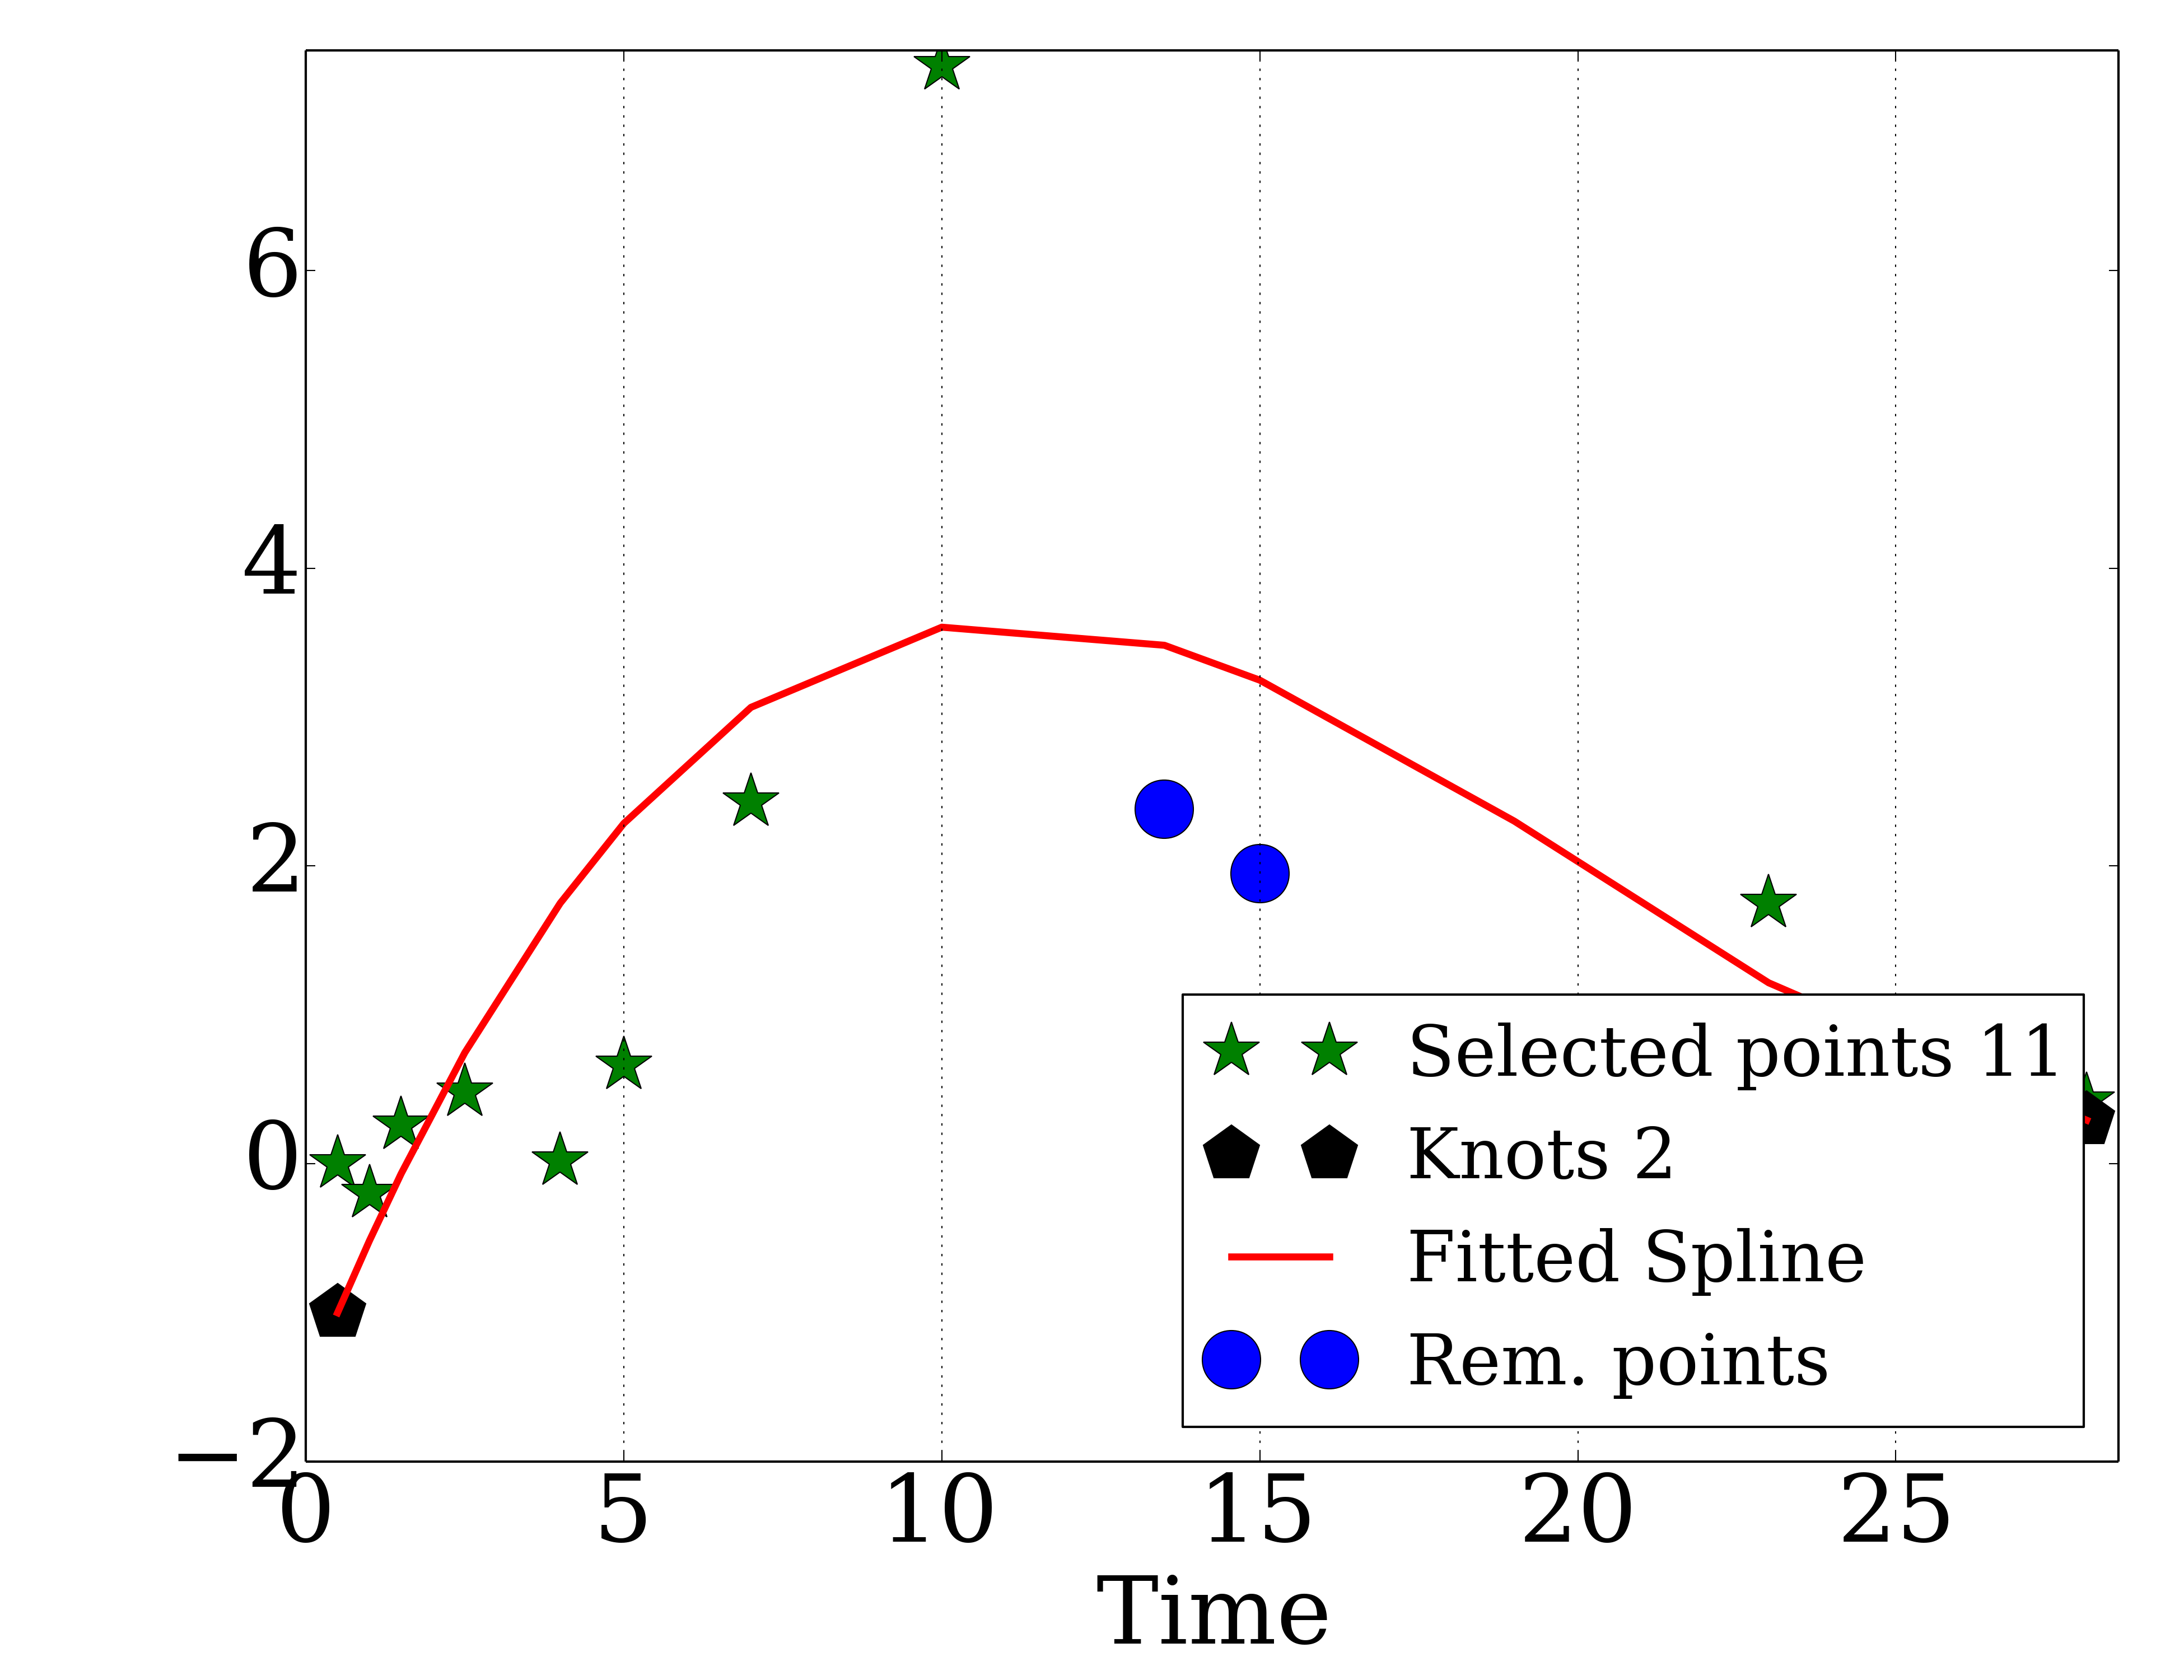 6
4
2
0
−2
0 5 10 15 20 25
Time
Selected points 11
Knots 2
Fitted Spline
Rem. points